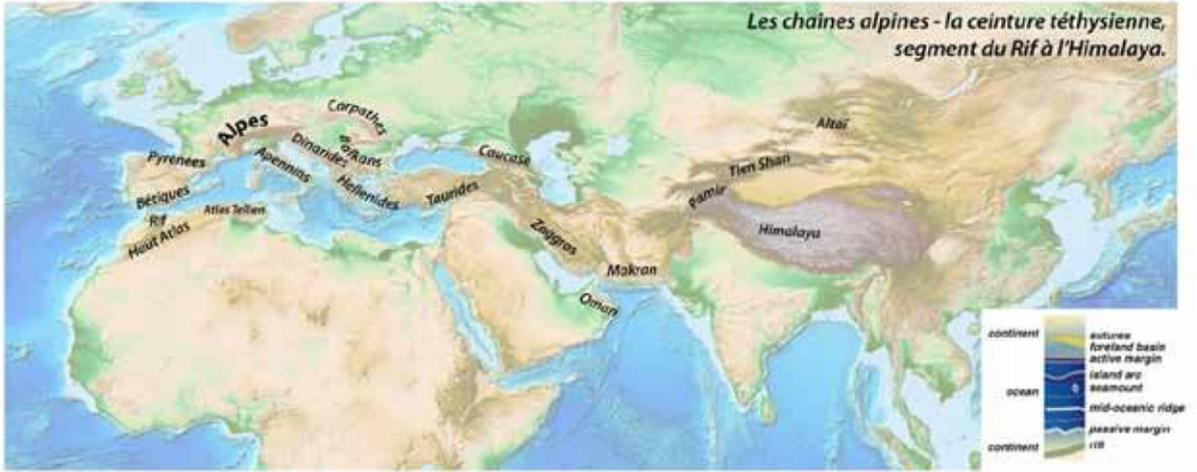 Les chaînes alpines - la ceinture téthysienne,
segment du Rif à l'Himalaya.
Carpathes
Alpes
Altaï
Dinarides
Balkans
Caucase
Pyrenees
Apennins
Tien Shan
Bétiques
Hellenides
Taurides
Pamir
Rif
Atlas Tellien
Haut Atlas
Zaggros
Himalaya
Makran
Oman
continent
sutures
foreland basin
active margin
island arc
seamount
ocean
mid-oceanic ridge
passive margin
continent
rift